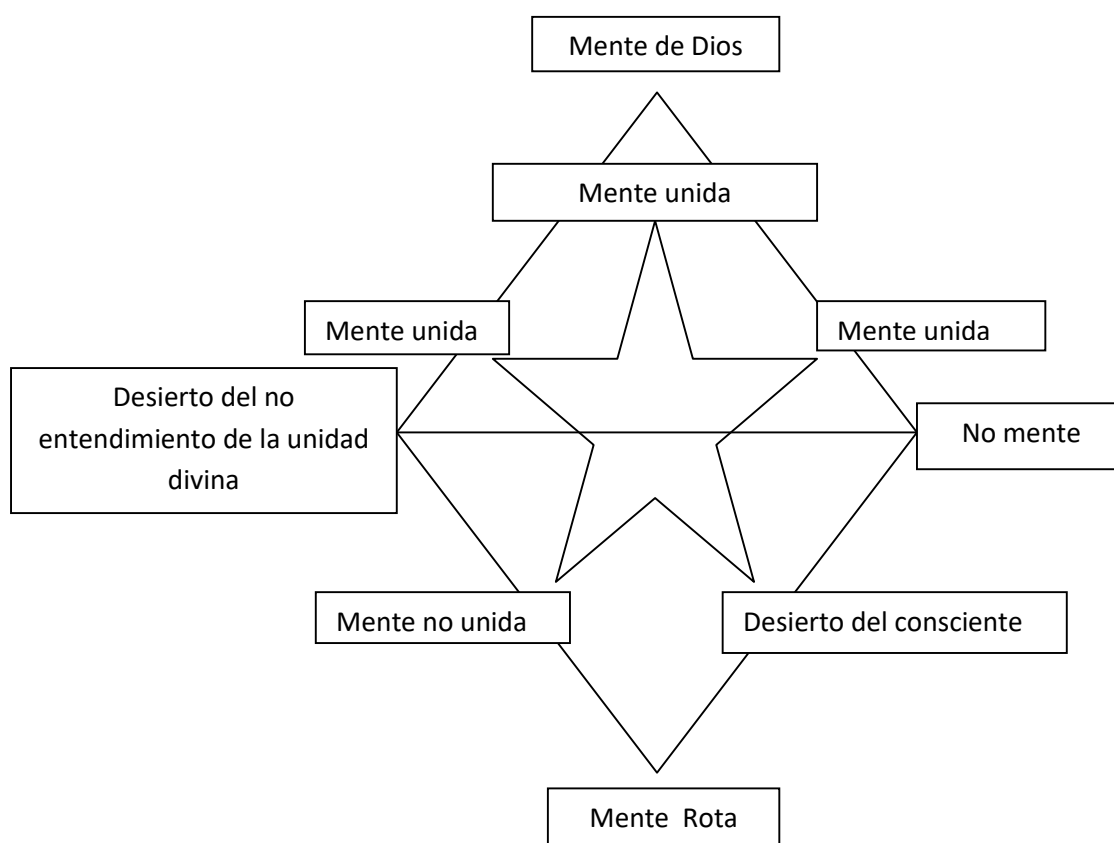 Mente de Dios
Mente unida
Mente unida
Mente unida
Desierto del no
entendimiento de la unidad
divina
No mente
Mente no unida
Desierto del consciente
Mente Rota